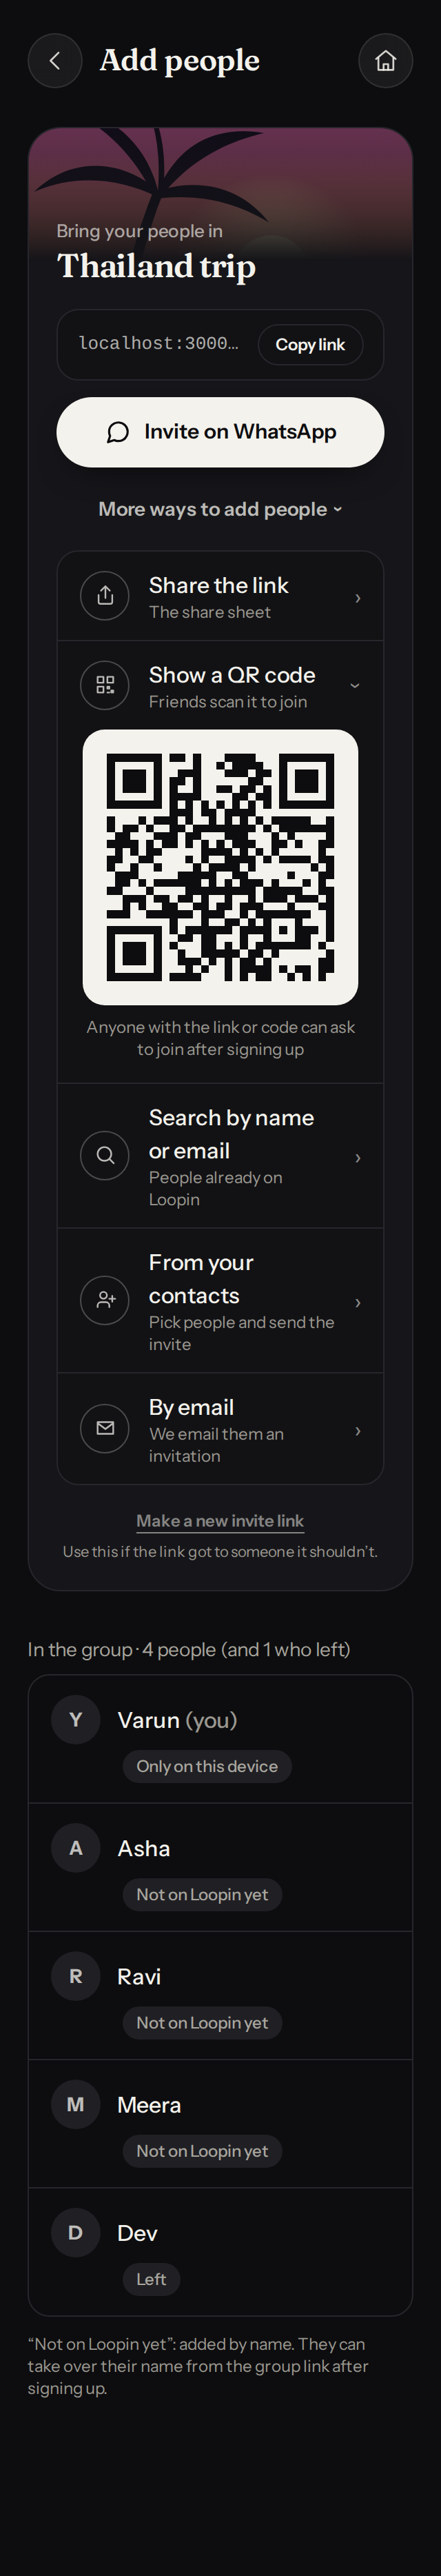 Add people
Bring your people in
Thailand trip
localhost:3000…
Copy link
Invite on WhatsApp
More ways to add people
Share the link
The share sheet
Show a QR code
Friends scan it to join
Anyone with the link or code can ask
to join after signing up
Search by name
or email
People already on
Loopin
From your
contacts
Pick people and send the
invite
By email
We email them an
invitation
Make a new invite link
Use this if the link got to someone it shouldn’t.
In the group · 4 people (and 1 who left)
Y
Varun (you)
Only on this device
A
Asha
Not on Loopin yet
R
Ravi
Not on Loopin yet
M
Meera
Not on Loopin yet
D
Dev
Left
“Not on Loopin yet”: added by name. They can
take over their name from the group link after
signing up.